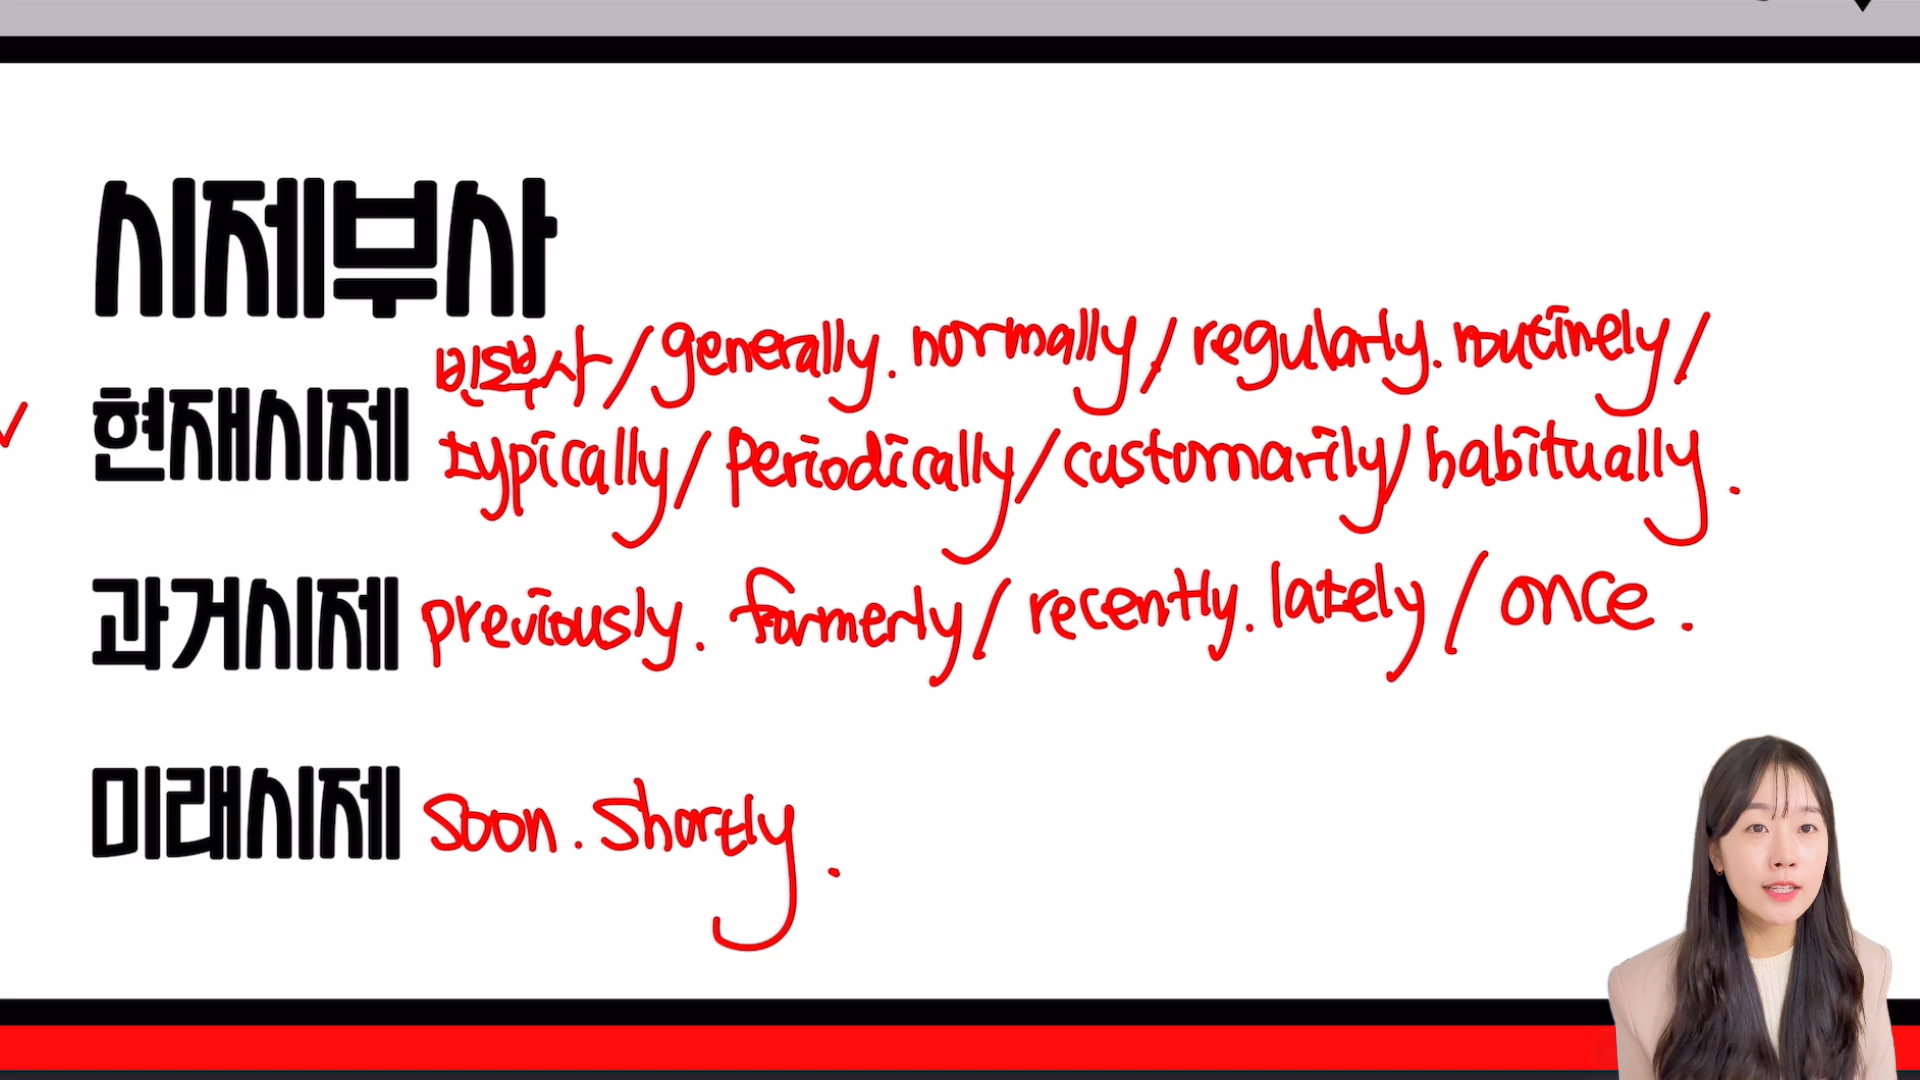 시제부사
빈도부사/generally. normally/regularly. routinely/
현재시제 typically/periodically/customarily/habitually.
과거시제 previously. formerly/recently. lately/once.
미래시제 soon. shortly.